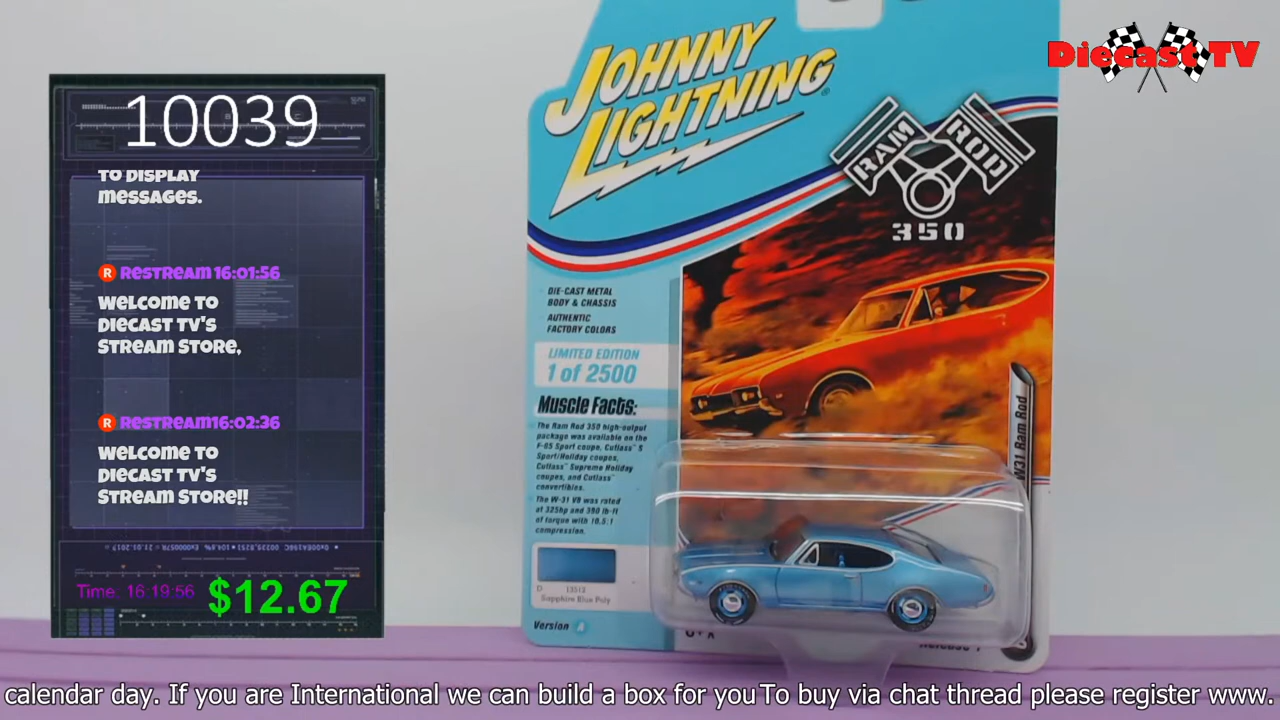 10039
TO DISPLAY
MESSAGES.
R Restream 16:01:56
WELCOME TO
DIECAST TV'S
STREAM STORE,
R Restream 16:02:36
WELCOME TO
DIECAST TV'S
STREAM STORE!!
Time: 16:19:56
$12.67
Diecast TV
JOHNNY
LIGHTNING
RAM ROD
350
DIE-CAST METAL
BODY & CHASSIS
AUTHENTIC
FACTORY COLORS
LIMITED EDITION
1 of 2500
Muscle Facts:
The Ram Rod 350 high-output
package was available on the
F-85 Sport coupe, Cutlass™ S
Sport/Holiday coupes,
Cutlass™ Supreme Holiday
coupes, and Cutlass™
convertibles.
The W-31 V8 was rated
at 325hp and 390 lb-ft
of torque with 10.5:1
compression.
W31 Ram Rod
13512
Sapphire Blue Poly
Version A
calendar day. If you are International we can build a box for you To buy via chat thread please register www.